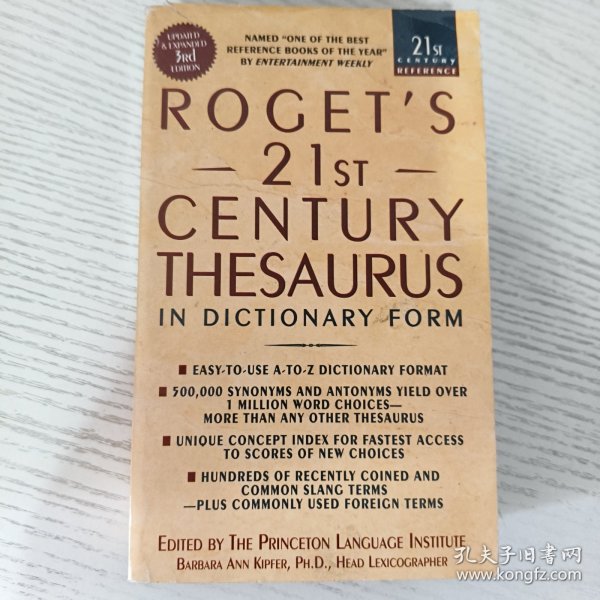 UPDATED
& EXPANDED
3rd
EDITION
NAMED "ONE OF THE BEST
REFERENCE BOOKS OF THE YEAR"
BY ENTERTAINMENT WEEKLY
21ST
CENTURY
REFERENCE
ROGET'S
— 21ST —
CENTURY
THESAURUS
IN DICTIONARY FORM
■ EASY-TO-USE A-TO-Z DICTIONARY FORMAT
■ 500,000 SYNONYMS AND ANTONYMS YIELD OVER
1 MILLION WORD CHOICES—
MORE THAN ANY OTHER THESAURUS
■ UNIQUE CONCEPT INDEX FOR FASTEST ACCESS
TO SCORES OF NEW CHOICES
■ HUNDREDS OF RECENTLY COINED AND
COMMON SLANG TERMS
—PLUS COMMONLY USED FOREIGN TERMS
EDITED BY THE PRINCETON LANGUAGE INSTITUTE
BARBARA ANN KIPFER, PH.D., HEAD LEXICOGRAPHER
孔夫子旧书网
www.kongfz.com